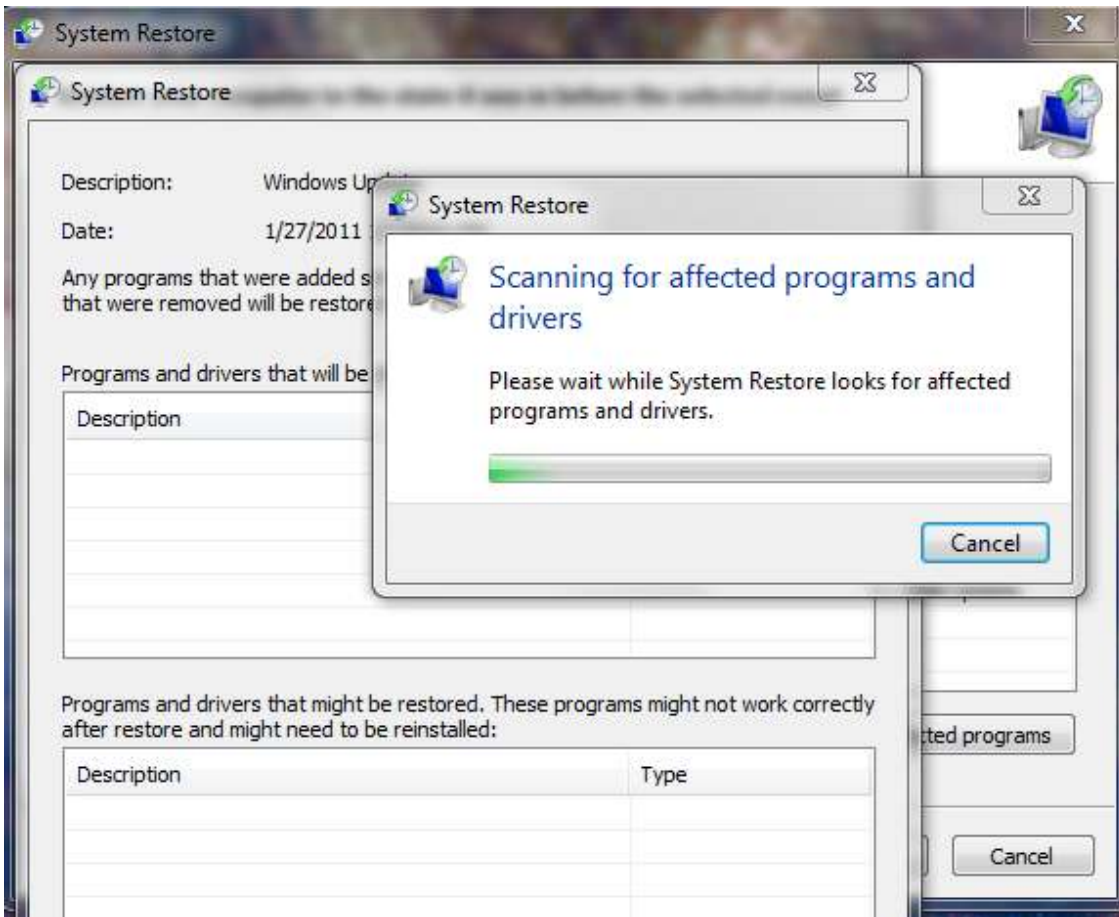 System Restore
System Restore
Description: Windows
Date: 1/27/2011
Any programs that were added
that were removed will be
Programs and drivers that will be
Description
System Restore
Scanning for affected programs and
drivers
Please wait while System Restore looks for affected
programs and drivers.
Cancel
Programs and drivers that might be restored. These programs might not work correctly
after restore and might need to be reinstalled:
Description Type
programs
Cancel